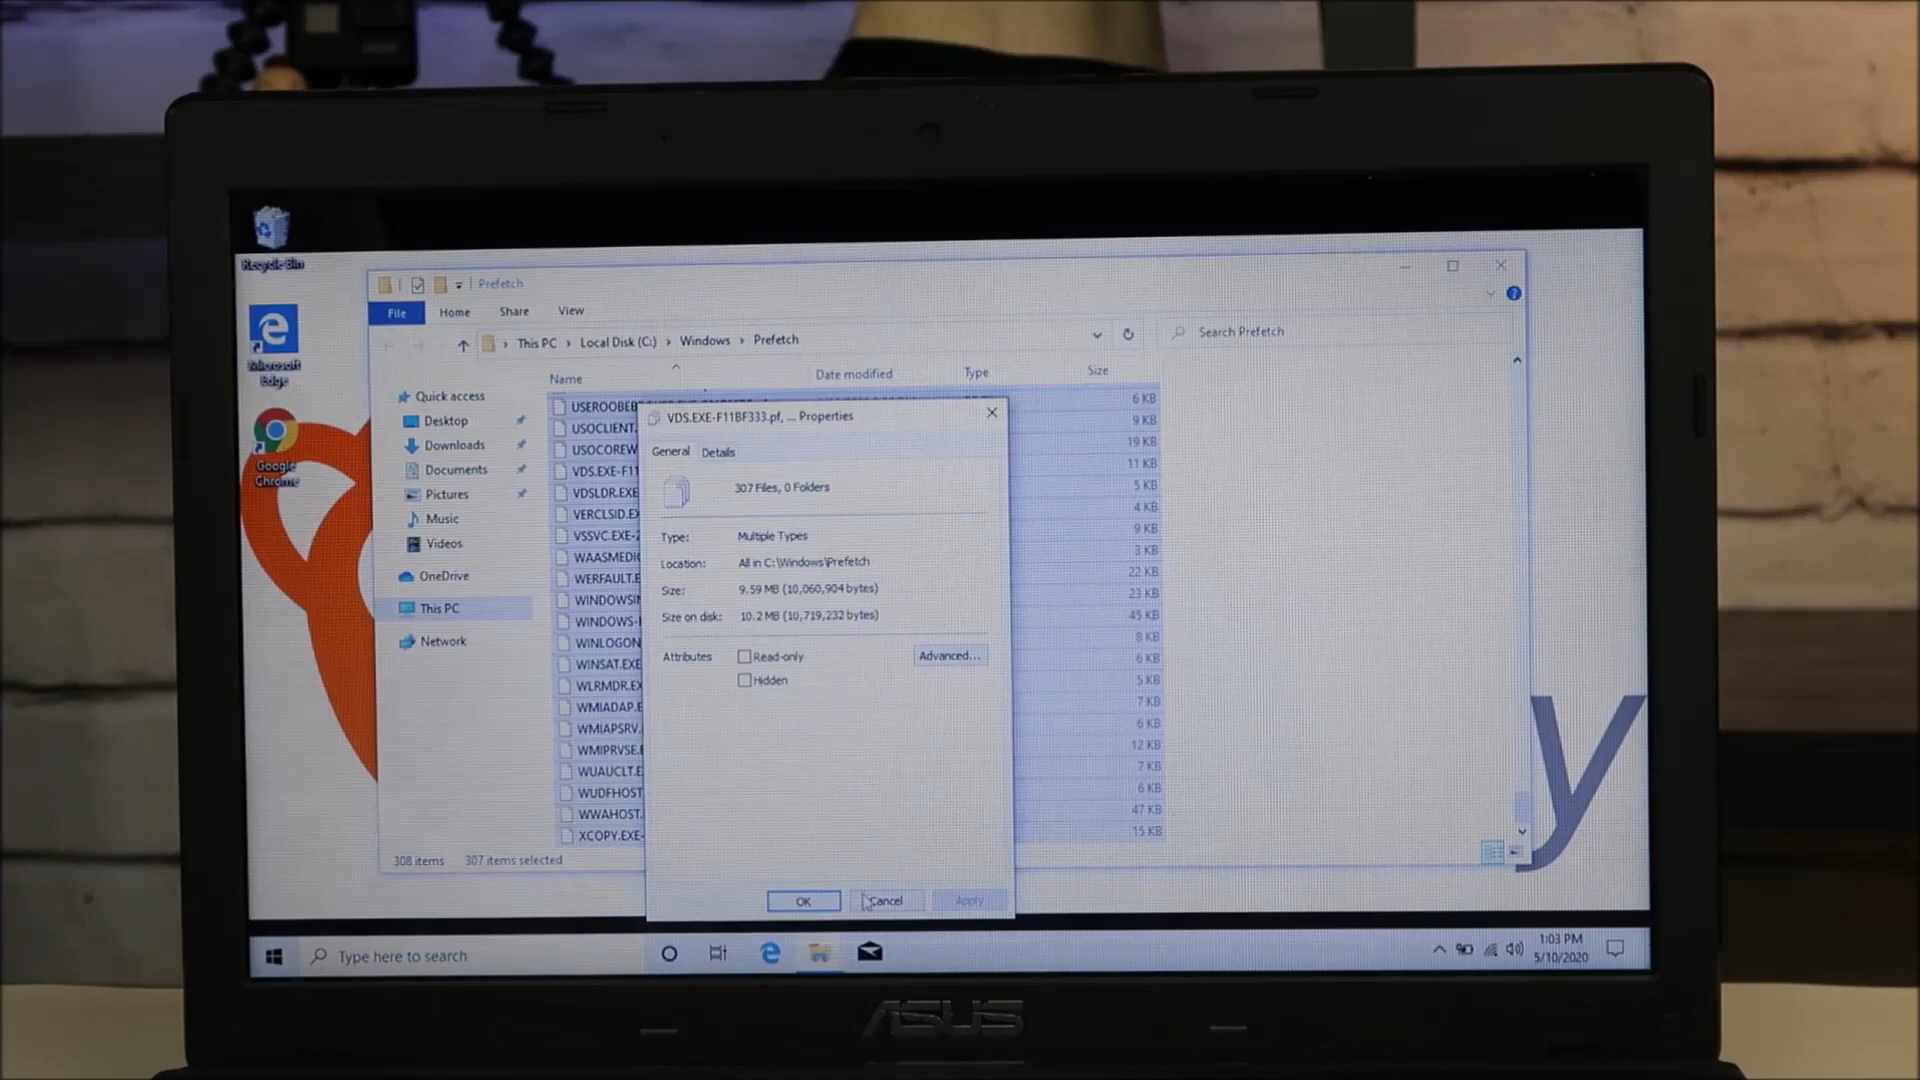 Recycle Bin
Microsoft
Edge
Google
Chrome
Prefetch
File Home Share View
This PC › Local Disk (C:) › Windows › Prefetch
Search Prefetch
Name Date modified Type Size
Quick access
Desktop
Downloads
Documents
Pictures
Music
Videos
OneDrive
This PC
Network
6 KB
USOCLIENT. 9 KB
USOCOREW 19 KB
VDS.EXE-F11 11 KB
VDSLDR.EXE 5 KB
VERCLSID.EX 4 KB
VSSVC.EXE-2 9 KB
WAASMEDIC 3 KB
WERFAULT.E 22 KB
WINDOWSIN 23 KB
WINDOWS- 45 KB
WINLOGON 8 KB
WINSAT.EXE 6 KB
WLRMDR.EX 5 KB
WMIADAP.E 7 KB
WMIAPSRV. 6 KB
WMIPRVSE.E 12 KB
WUAUCLT.E 7 KB
WUDFHOST 6 KB
WWAHOST. 47 KB
XCOPY.EXE- 15 KB
308 items 307 items selected
VDS.EXE-F11BF333.pf, ... Properties
General Details
307 Files, 0 Folders
Type: Multiple Types
Location: All in C:\Windows\Prefetch
Size: 9.59 MB (10,060,904 bytes)
Size on disk: 10.2 MB (10,719,232 bytes)
Attributes Read-only Advanced...
Hidden
OK Cancel Apply
y
Type here to search
1:03 PM
5/10/2020
ASUS